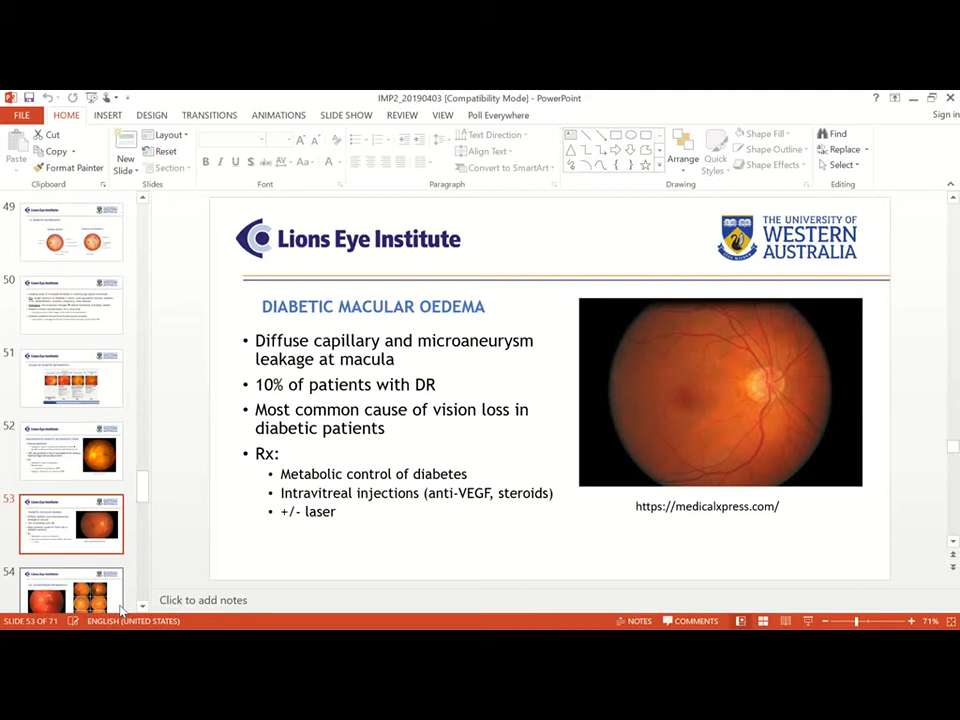 IMP2_20190403 [Compatibility Mode] - PowerPoint
Sign in
FILE HOME INSERT DESIGN TRANSITIONS ANIMATIONS SLIDE SHOW REVIEW VIEW Poll Everywhere
Paste
Cut
Copy
Format Painter
Clipboard
New
Slide
Layout
Reset
Section
Slides
B I U S abc AV Aa A
Font
Text Direction
Align Text
Convert to SmartArt
Paragraph
Arrange
Quick
Styles
Shape Fill
Shape Outline
Shape Effects
Drawing
Find
Replace
Select
Editing
49
50
51
52
53
54
Lions Eye Institute
THE UNIVERSITY OF
WESTERN
AUSTRALIA
DIABETIC MACULAR OEDEMA
• Diffuse capillary and microaneurysm
leakage at macula
• 10% of patients with DR
• Most common cause of vision loss in
diabetic patients
• Rx:
• Metabolic control of diabetes
• Intravitreal injections (anti-VEGF, steroids)
• +/- laser
https://medicalxpress.com/
Click to add notes
SLIDE 53 OF 71 ENGLISH (UNITED STATES) NOTES COMMENTS 71%